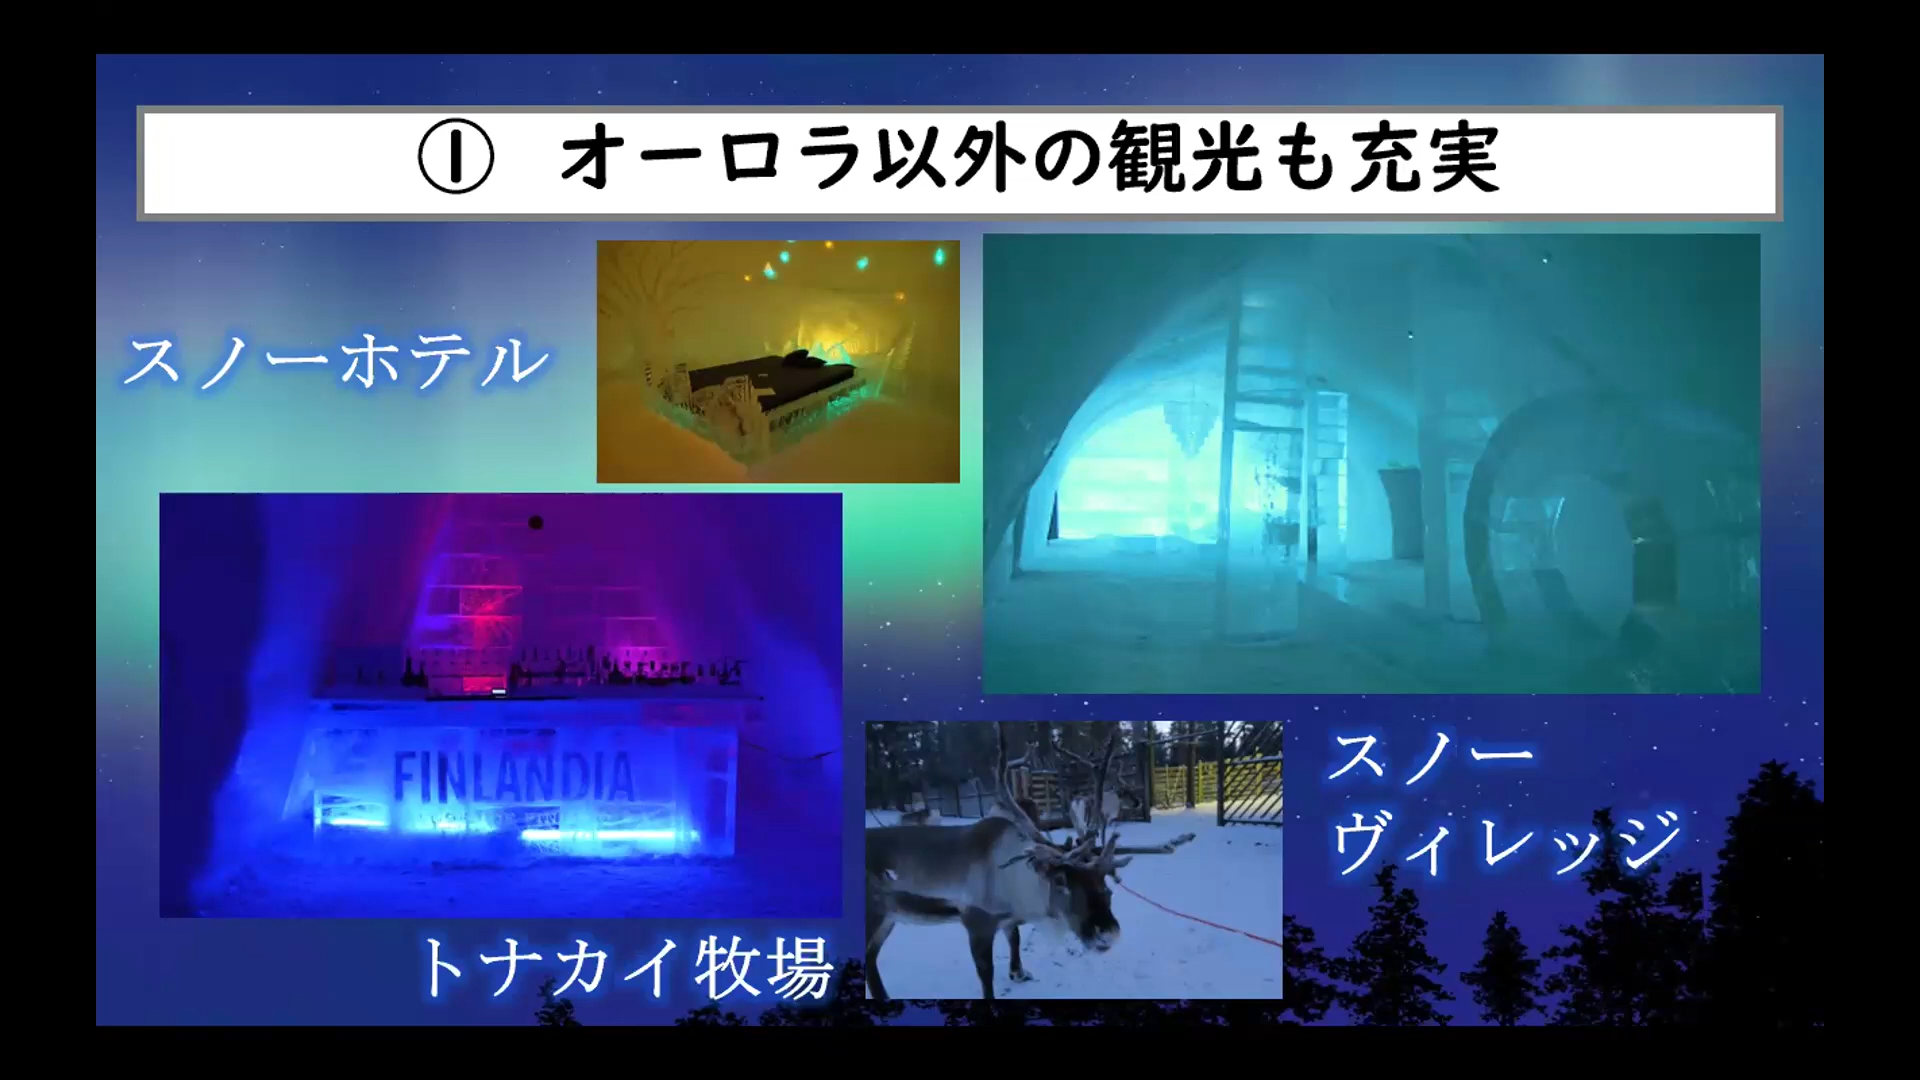 ① オーロラ以外の観光も充実
スノーホテル
FINLANDIA
スノー
ヴィレッジ
トナカイ牧場